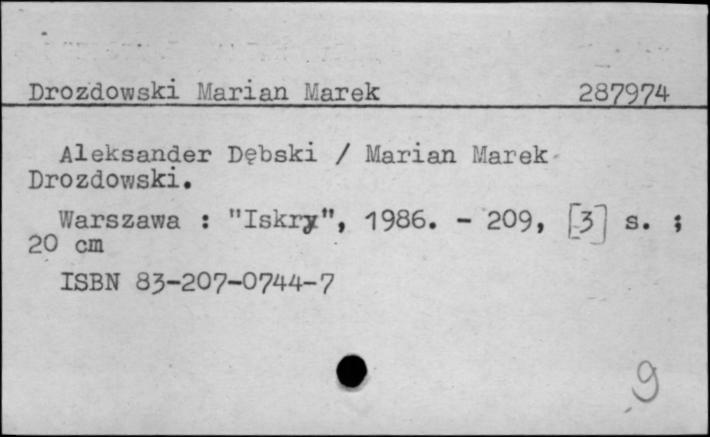 Drozdowski Marian Marek 287974
Aleksander Dębski / Marian Marek
Drozdowski.
Warszawa : "Iskry", 1986. - 209, [3] s. ;
20 cm
ISBN 83-207-0744-7
9